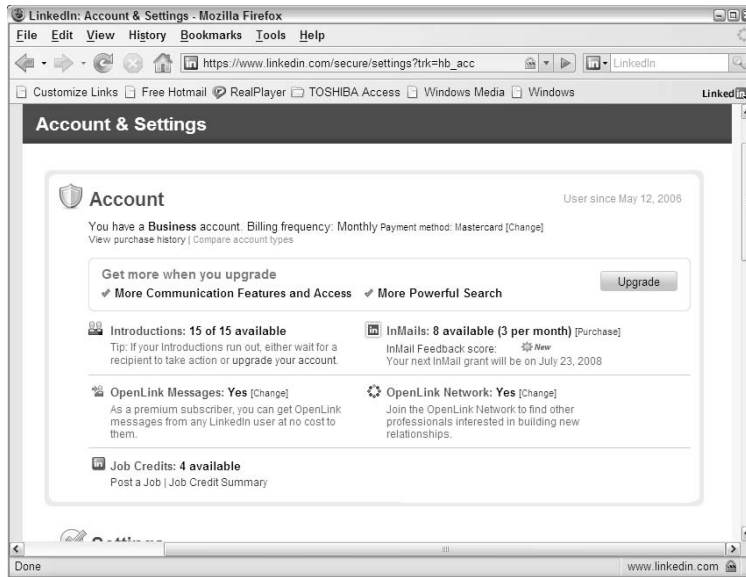 LinkedIn: Account & Settings - Mozilla Firefox
File Edit View History Bookmarks Tools Help
https://www.linkedin.com/secure/settings?trk=hb_acc LinkedIn
Customize Links Free Hotmail RealPlayer TOSHIBA Access Windows Media Windows Linked in
Account & Settings
Account User since May 12, 2006
You have a Business account. Billing frequency: Monthly Payment method: Mastercard [Change]
View purchase history | Compare account types
Get more when you upgrade
More Communication Features and Access More Powerful Search Upgrade
Introductions: 15 of 15 available
Tip: If your Introductions run out, either wait for a
recipient to take action or upgrade your account.
InMails: 8 available (3 per month) [Purchase]
InMail Feedback score: New
Your next InMail grant will be on July 23, 2008
OpenLink Messages: Yes [Change]
As a premium subscriber, you can get OpenLink
messages from any LinkedIn user at no cost to
them.
OpenLink Network: Yes [Change]
Join the OpenLink Network to find other
professionals interested in building new
relationships.
Job Credits: 4 available
Post a Job | Job Credit Summary
Settings
Done www.linkedin.com